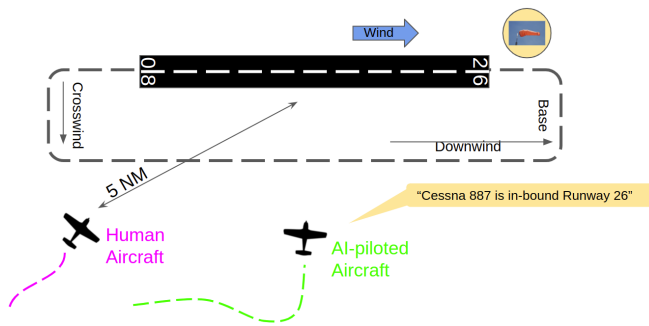 Wind
08
26
Crosswind
Base
Downwind
5 NM
“Cessna 887 is in-bound Runway 26”
Human
Aircraft
AI-piloted
Aircraft